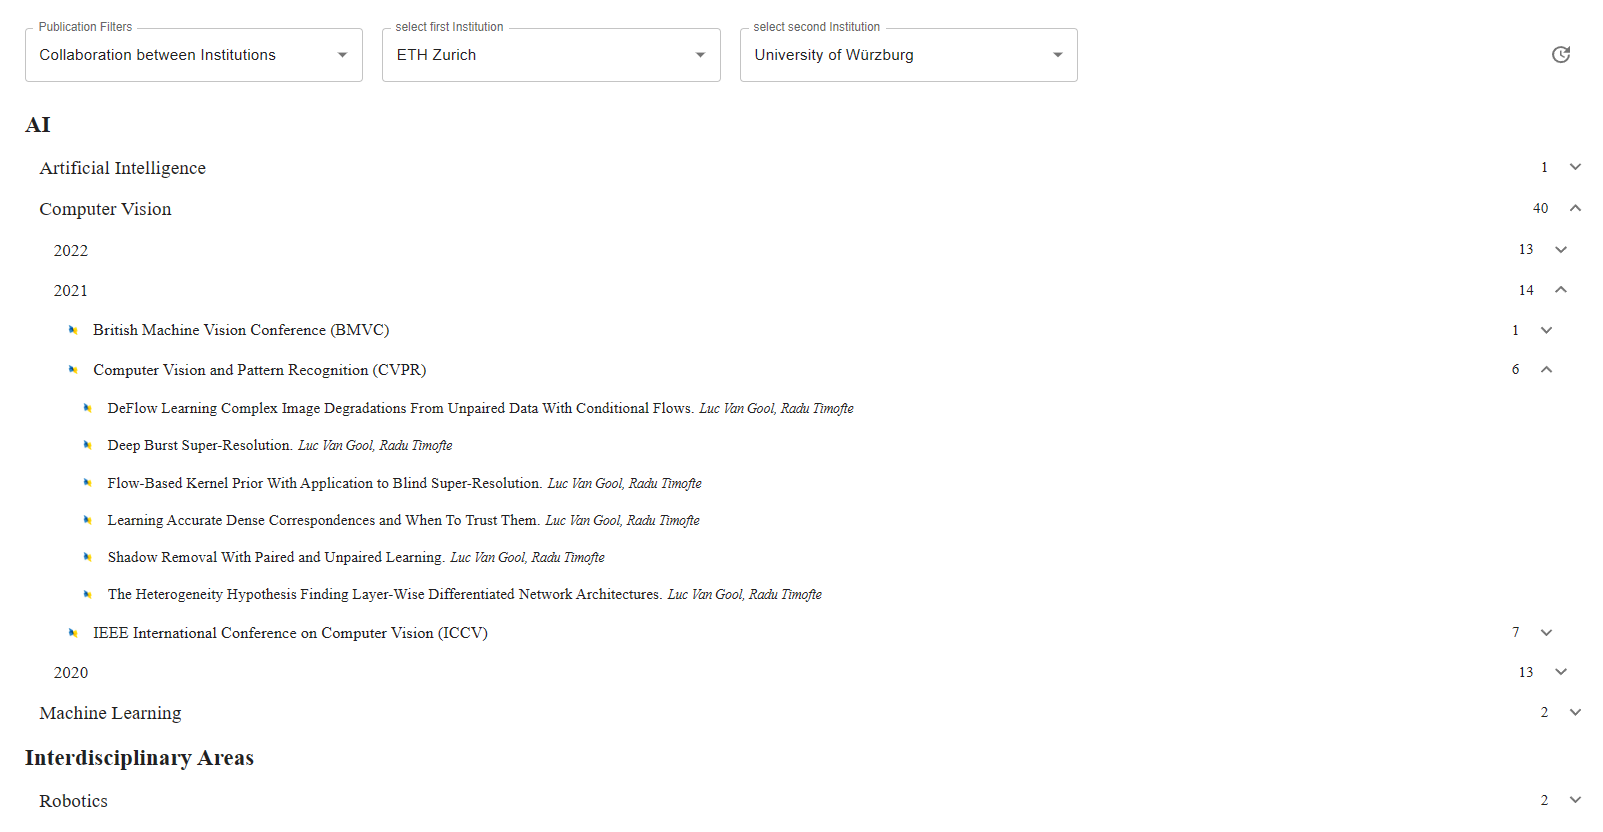 Publication Filters
select first Institution
select second Institution
Collaboration between Institutions
ETH Zurich
University of Würzburg
AI
Artificial Intelligence 1
Computer Vision 40
2022 13
2021 14
British Machine Vision Conference (BMVC) 1
Computer Vision and Pattern Recognition (CVPR) 6
DeFlow Learning Complex Image Degradations From Unpaired Data With Conditional Flows. Luc Van Gool, Radu Timofte
Deep Burst Super-Resolution. Luc Van Gool, Radu Timofte
Flow-Based Kernel Prior With Application to Blind Super-Resolution. Luc Van Gool, Radu Timofte
Learning Accurate Dense Correspondences and When To Trust Them. Luc Van Gool, Radu Timofte
Shadow Removal With Paired and Unpaired Learning. Luc Van Gool, Radu Timofte
The Heterogeneity Hypothesis Finding Layer-Wise Differentiated Network Architectures. Luc Van Gool, Radu Timofte
IEEE International Conference on Computer Vision (ICCV) 7
2020 13
Machine Learning 2
Interdisciplinary Areas
Robotics 2